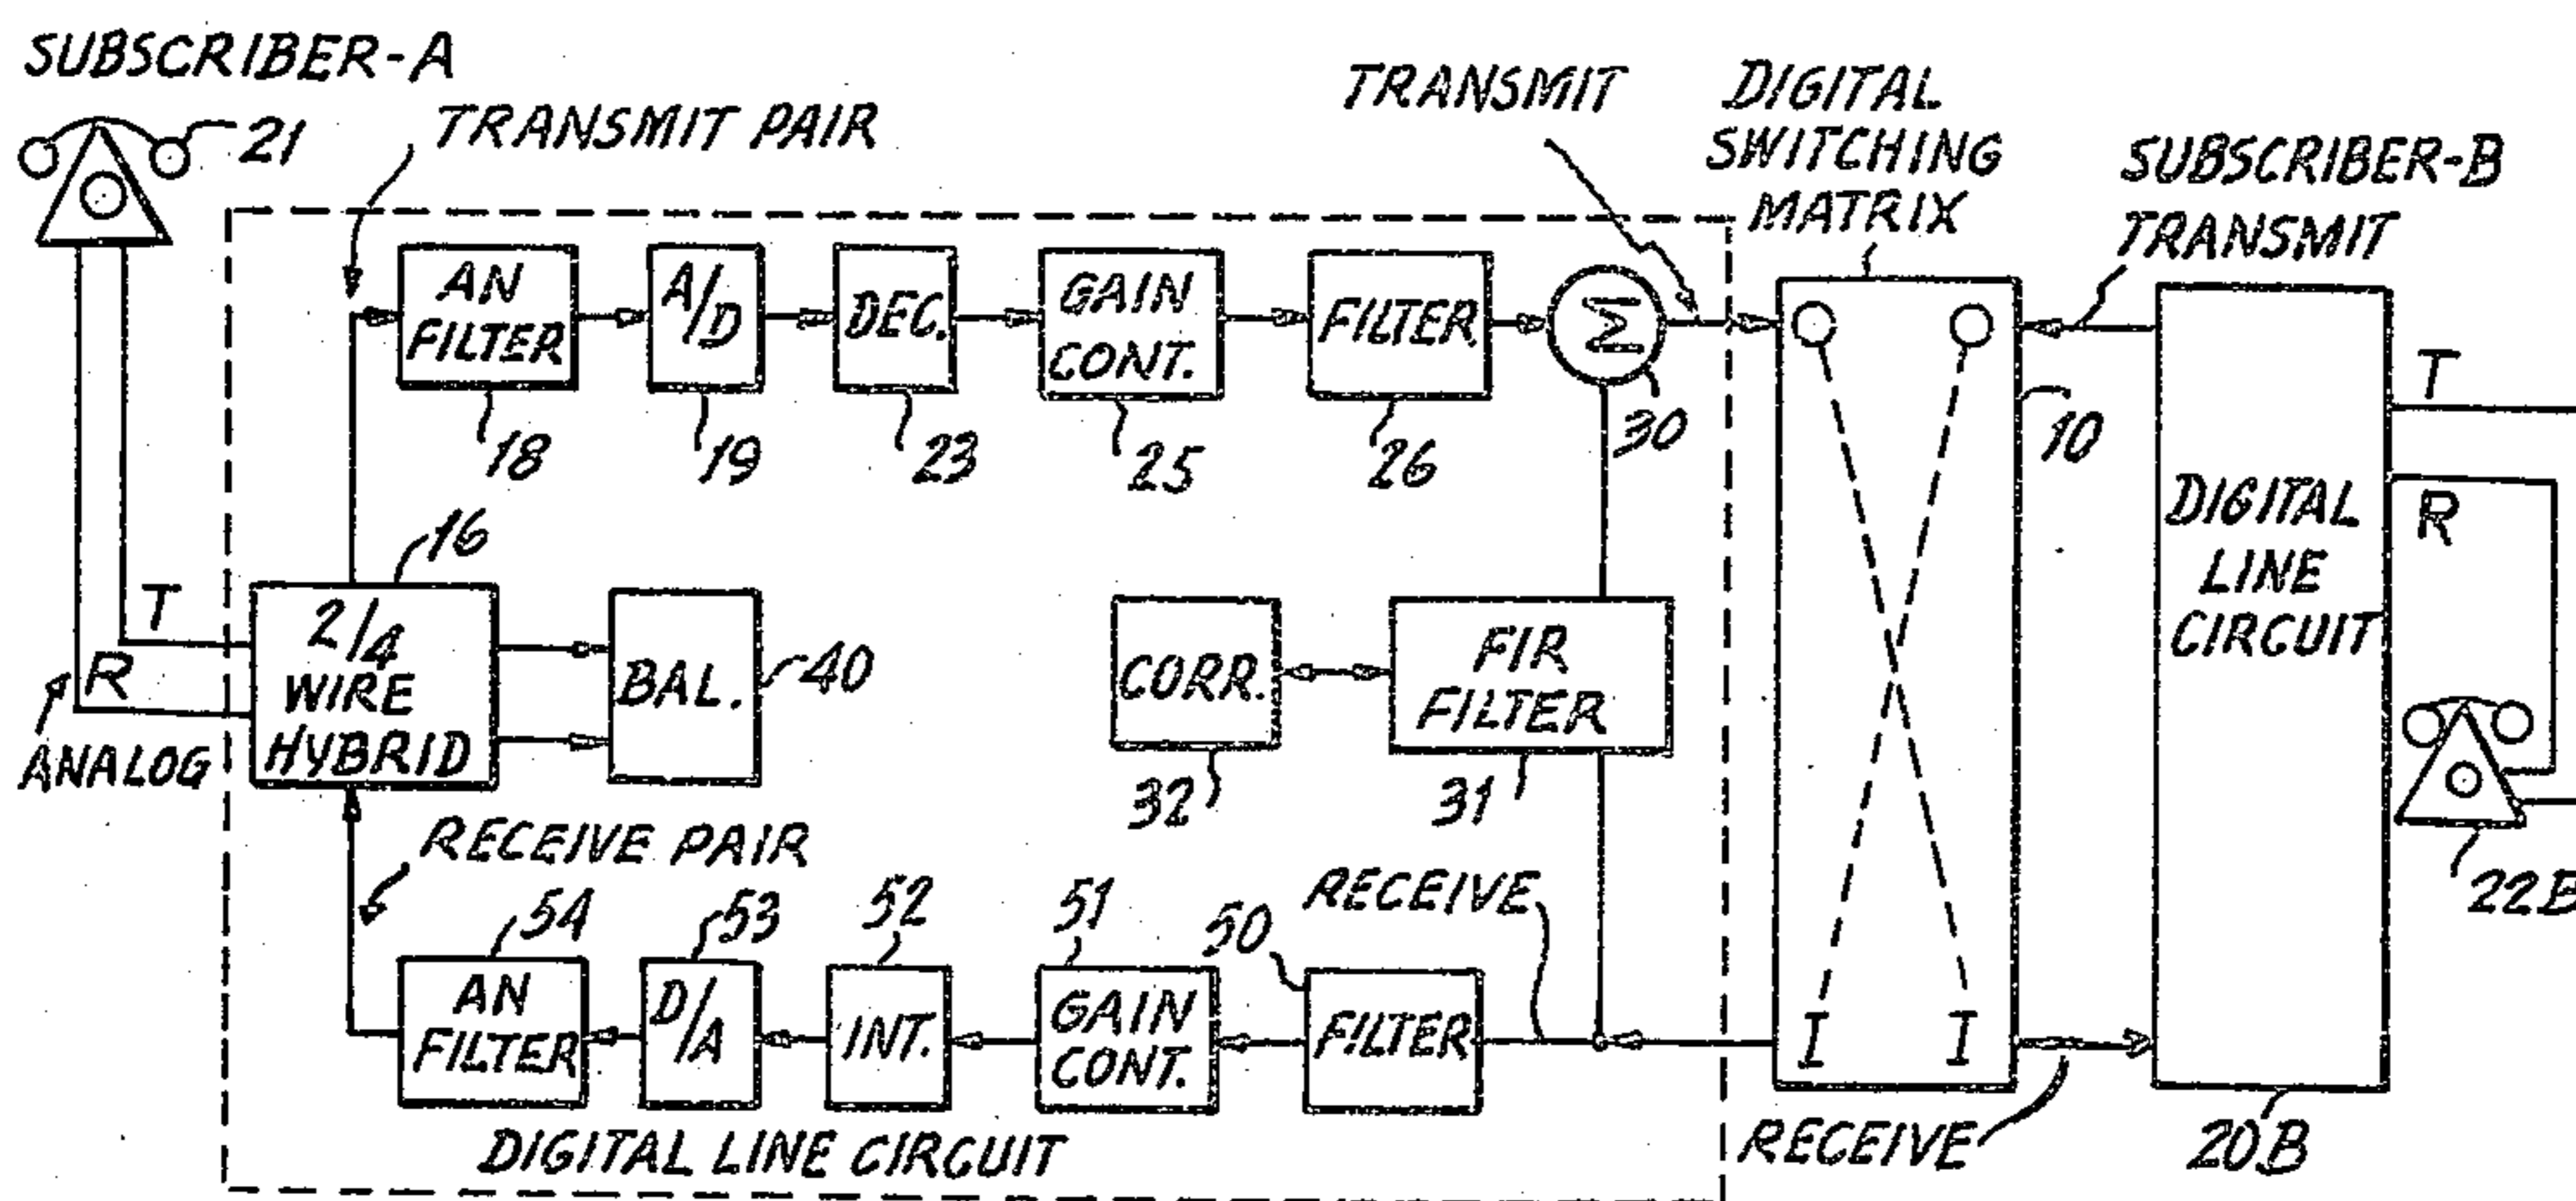 SUBSCRIBER-A
21
TRANSMIT PAIR
TRANSMIT
DIGITAL
SWITCHING
MATRIX
SUBSCRIBER-B
TRANSMIT
AN
FILTER
18
A/D
19
DEC.
23
GAIN
CONT.
25
FILTER
26
Σ
30
10
T
R
DIGITAL
LINE
CIRCUIT
16
T
R
ANALOG
2/4
WIRE
HYBRID
BAL.
40
CORR.
32
FIR
FILTER
31
22B
RECEIVE PAIR
54
AN
FILTER
53
D/A
52
INT.
51
GAIN
CONT.
50
FILTER
RECEIVE
I
I
RECEIVE
20B
DIGITAL LINE CIRCUIT